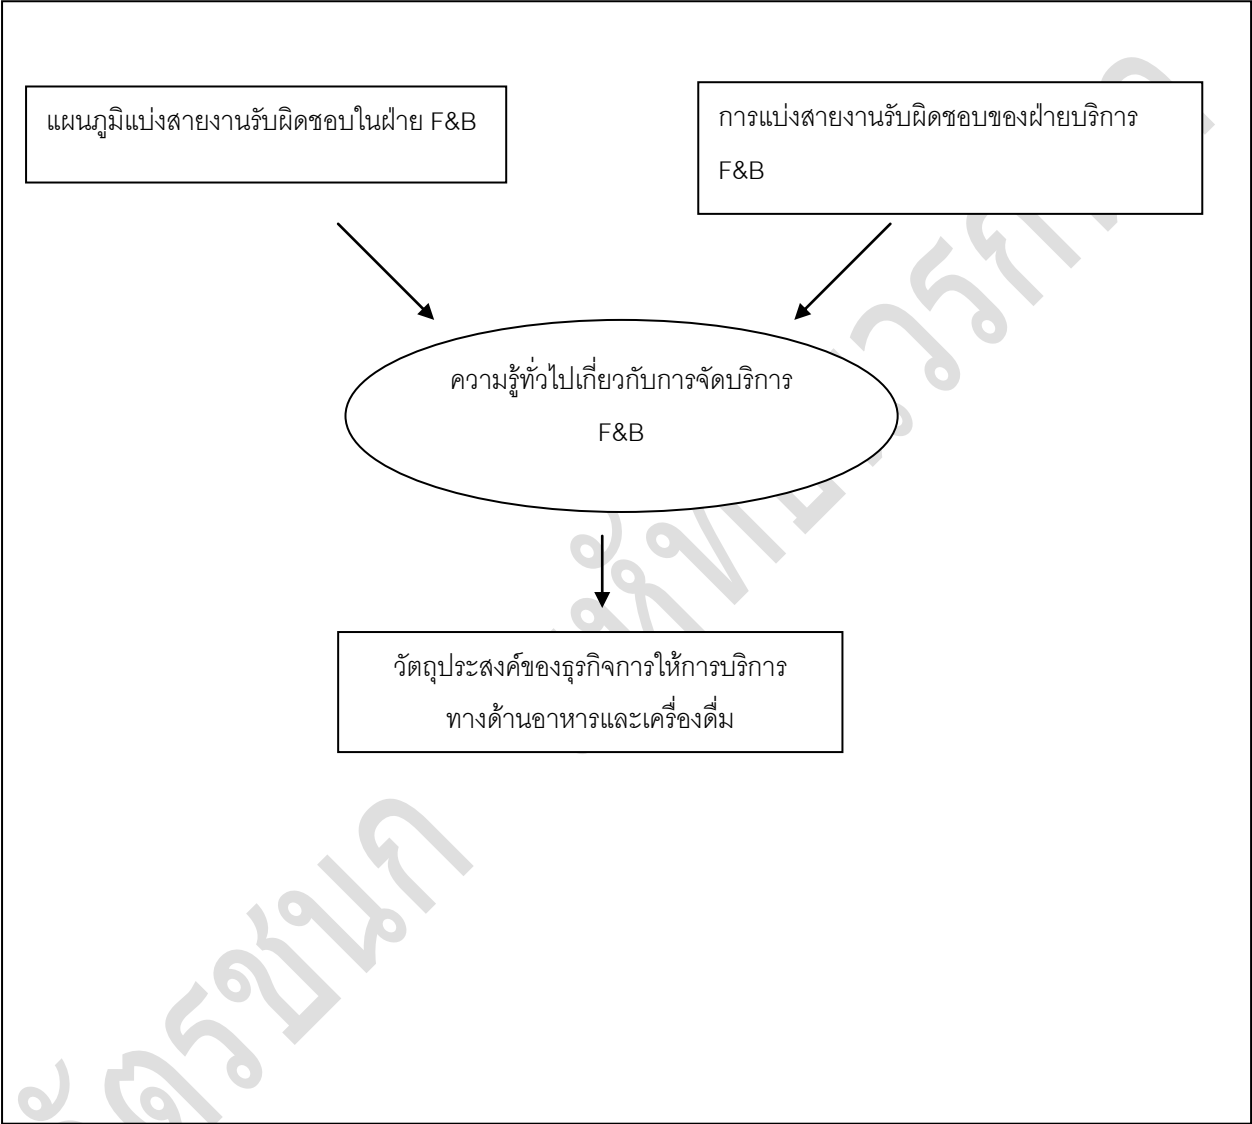 แผนภูมิแบ่งสายงานรับผิดชอบในฝ่าย F&B
การแบ่งสายงานรับผิดชอบของฝ่ายบริการ
F&B
ความรู้ทั่วไปเกี่ยวกับการจัดบริการ
F&B
วัตถุประสงค์ของธุรกิจการให้การบริการ
ทางด้านอาหารและเครื่องดื่ม